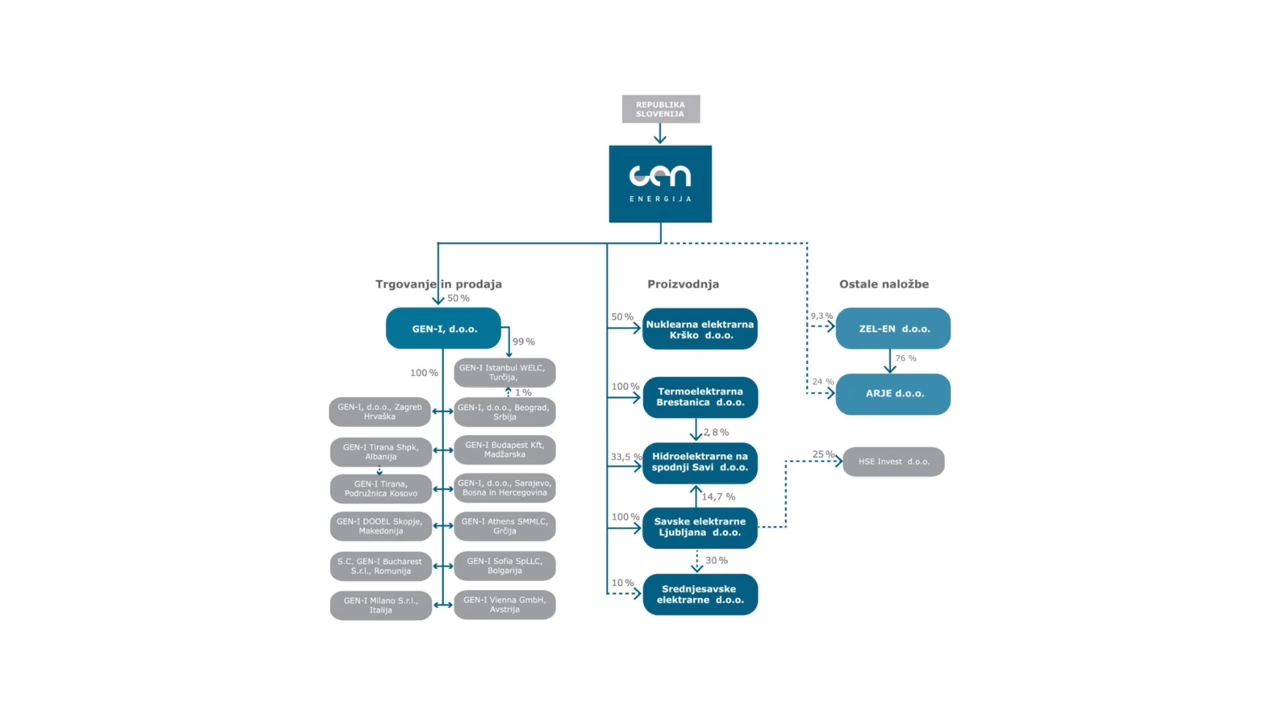 REPUBLIKA
SLOVENIJA
gen
ENERGIJA
Trgovanje in prodaja
50 %
GEN-I, d.o.o.
99 %
100 %
GEN-I Istanbul WELC,
Turčija,
1 %
GEN-I, d.o.o., Zagreb
Hrvaška
GEN-I, d.o.o., Beograd,
Srbija
GEN-I Tirana Shpk,
Albanija
GEN-I Budapest Kft,
Madžarska
GEN-I Tirana,
Podružnica Kosovo
GEN-I, d.o.o., Sarajevo,
Bosna in Hercegovina
GEN-I DOOEL Skopje,
Makedonija
GEN-I Athens SMMLC,
Grčija
S.C. GEN-I Bucharest
S.r.l., Romunija
GEN-I Sofia SpLLC,
Bolgarija
GEN-I Milano S.r.l.,
Italija
GEN-I Vienna GmbH,
Avstrija
Proizvodnja
50 %
Nuklearna elektrarna
Krško d.o.o.
100 %
Termoelektrarna
Brestanica d.o.o.
2,8 %
33,5 %
Hidroelektrarne na
spodnji Savi d.o.o.
14,7 %
100 %
Savske elektrarne
Ljubljana d.o.o.
30 %
10 %
Srednjesavske
elektrarne d.o.o.
Ostale naložbe
9,3 %
ZEL-EN d.o.o.
76 %
24 %
ARJE d.o.o.
25 %
HSE Invest d.o.o.